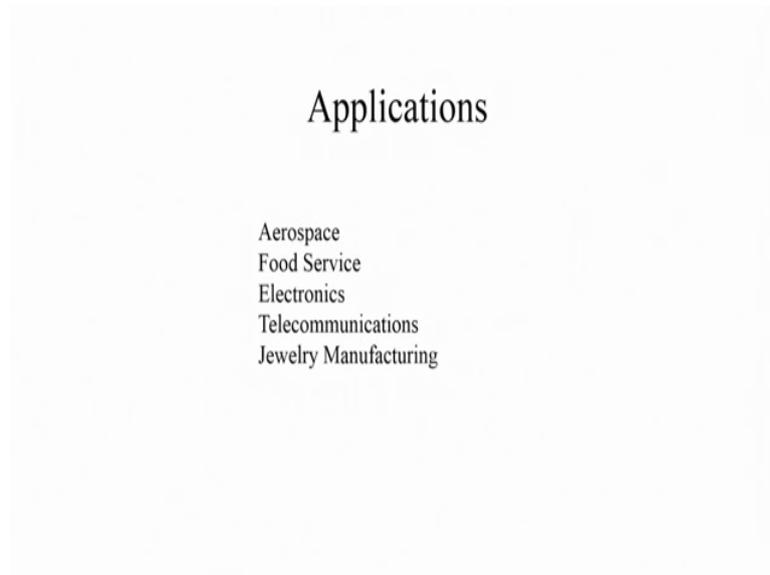 Applications
Aerospace
Food Service
Electronics
Telecommunications
Jewelry Manufacturing